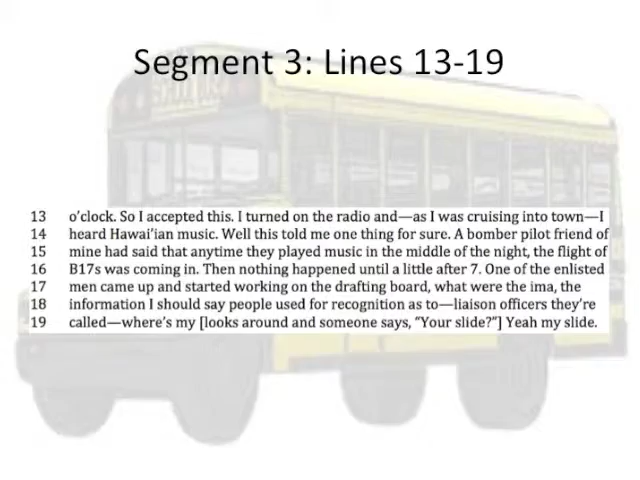 Segment 3: Lines 13-19
13 o'clock. So I accepted this. I turned on the radio and—as I was cruising into town—I
14 heard Hawai'ian music. Well this told me one thing for sure. A bomber pilot friend of
15 mine had said that anytime they played music in the middle of the night, the flight of
16 B17s was coming in. Then nothing happened until a little after 7. One of the enlisted
17 men came up and started working on the drafting board, what were the ima, the
18 information I should say people used for recognition as to—liaison officers they're
19 called—where's my [looks around and someone says, "Your slide?"] Yeah my slide.